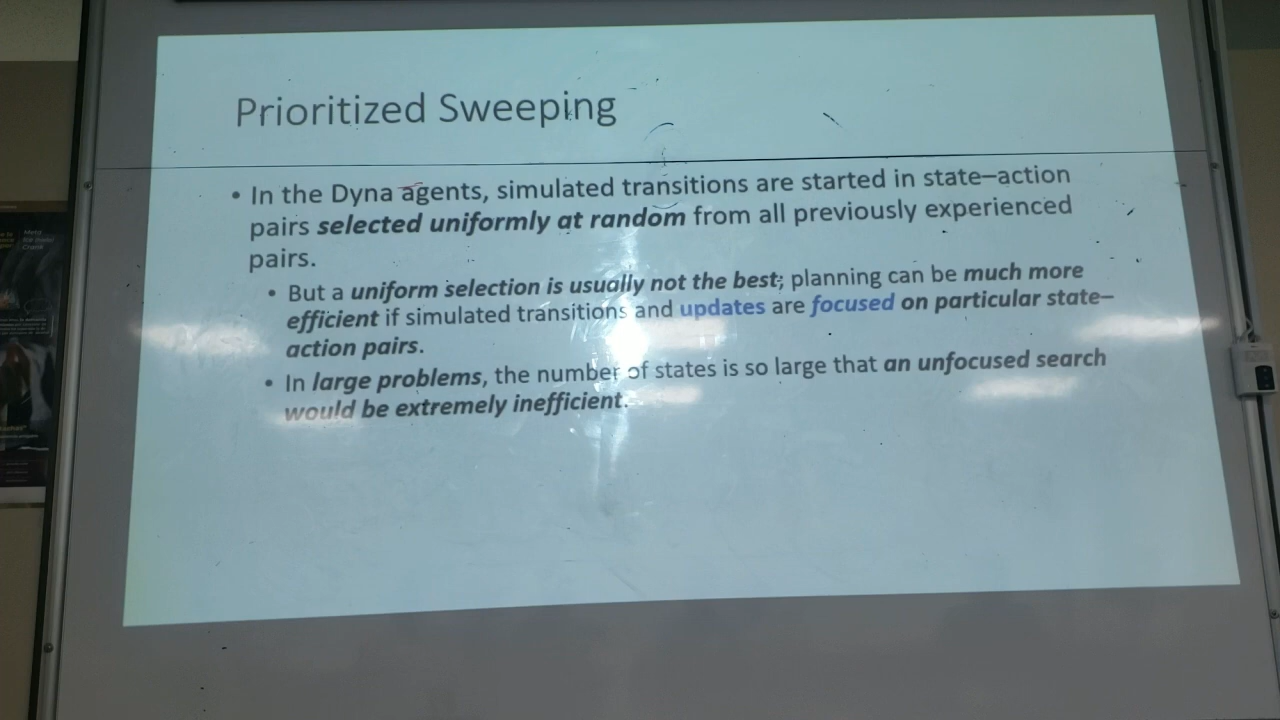 Prioritized Sweeping
• In the Dyna agents, simulated transitions are started in state–action
pairs selected uniformly at random from all previously experienced
pairs.
• But a uniform selection is usually not the best; planning can be much more
efficient if simulated transitions and updates are focused on particular state–
action pairs.
• In large problems, the number of states is so large that an unfocused search
would be extremely inefficient.